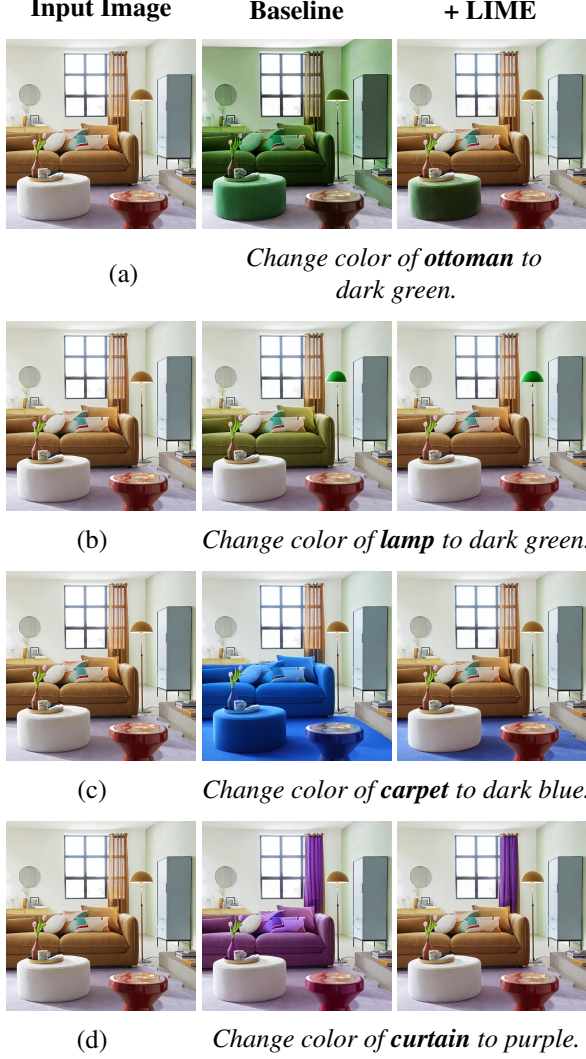 Input Image Baseline + LIME
(a) Change color of ottoman to
dark green.
(b) Change color of lamp to dark green.
(c) Change color of carpet to dark blue.
(d) Change color of curtain to purple.